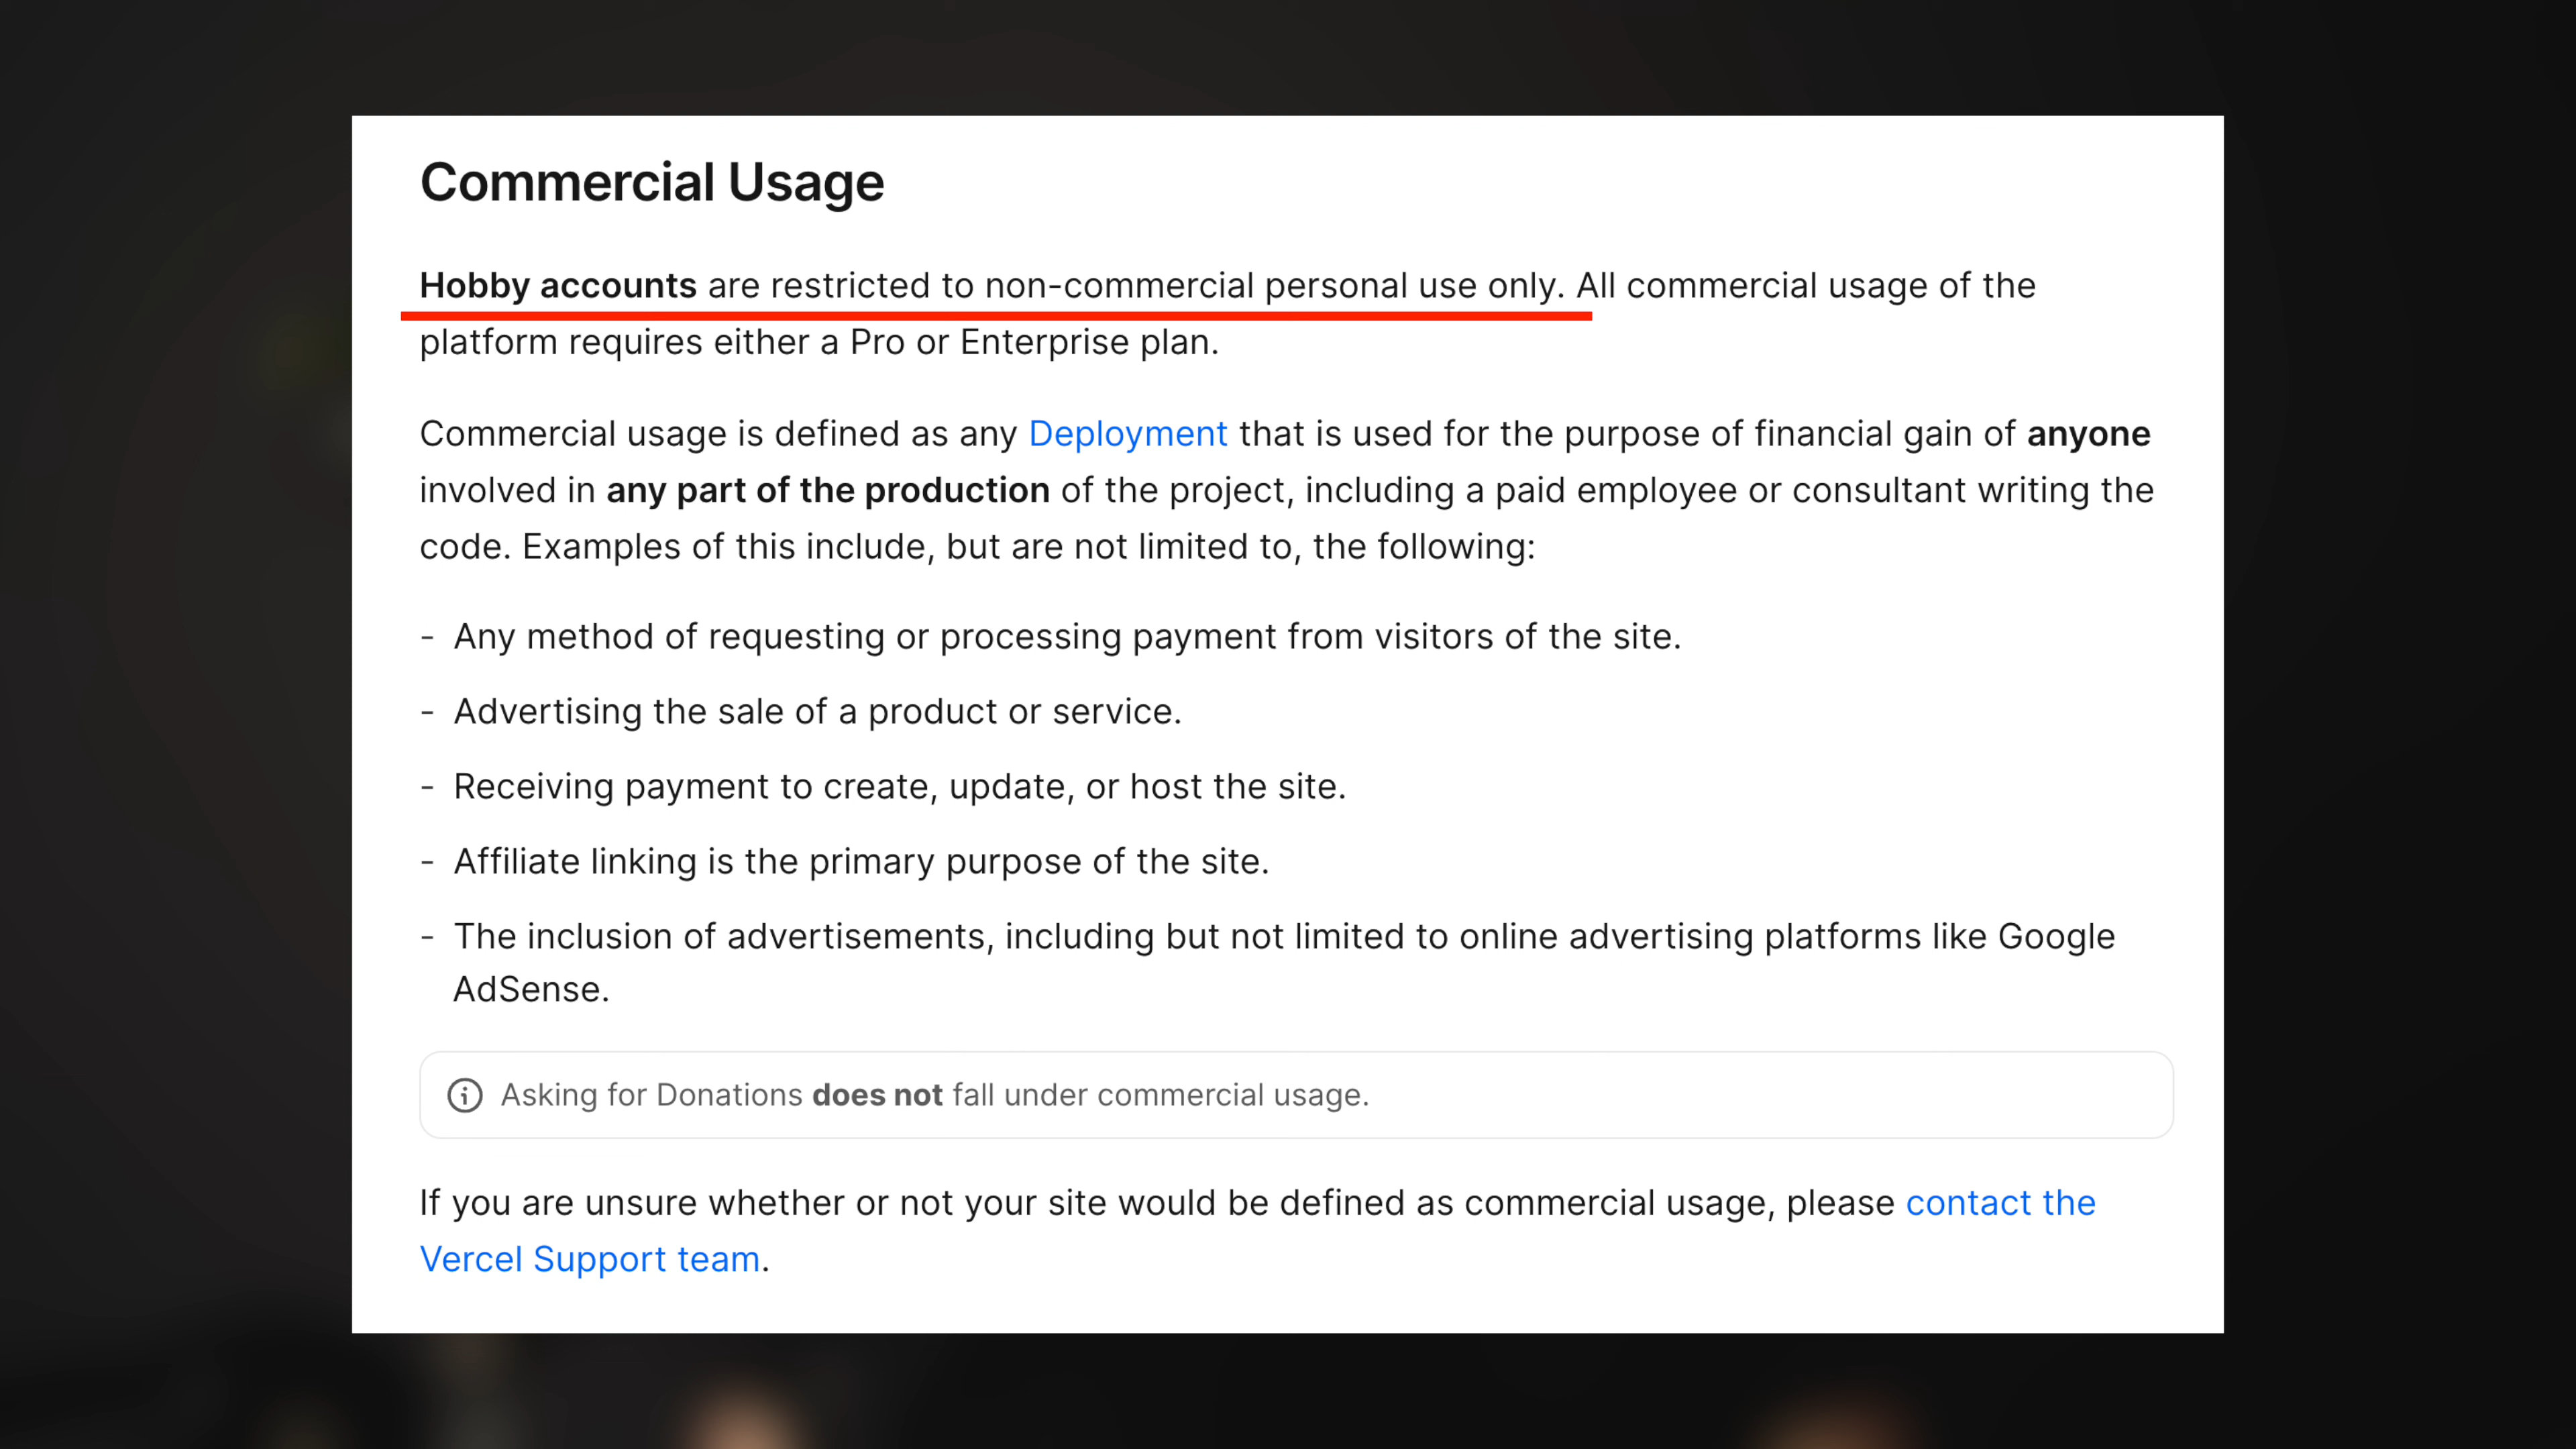 Commercial Usage
Hobby accounts are restricted to non-commercial personal use only. All commercial usage of the
platform requires either a Pro or Enterprise plan.
Commercial usage is defined as any Deployment that is used for the purpose of financial gain of anyone
involved in any part of the production of the project, including a paid employee or consultant writing the
code. Examples of this include, but are not limited to, the following:
- Any method of requesting or processing payment from visitors of the site.
- Advertising the sale of a product or service.
- Receiving payment to create, update, or host the site.
- Affiliate linking is the primary purpose of the site.
- The inclusion of advertisements, including but not limited to online advertising platforms like Google
AdSense.
Asking for Donations does not fall under commercial usage.
If you are unsure whether or not your site would be defined as commercial usage, please contact the
Vercel Support team.